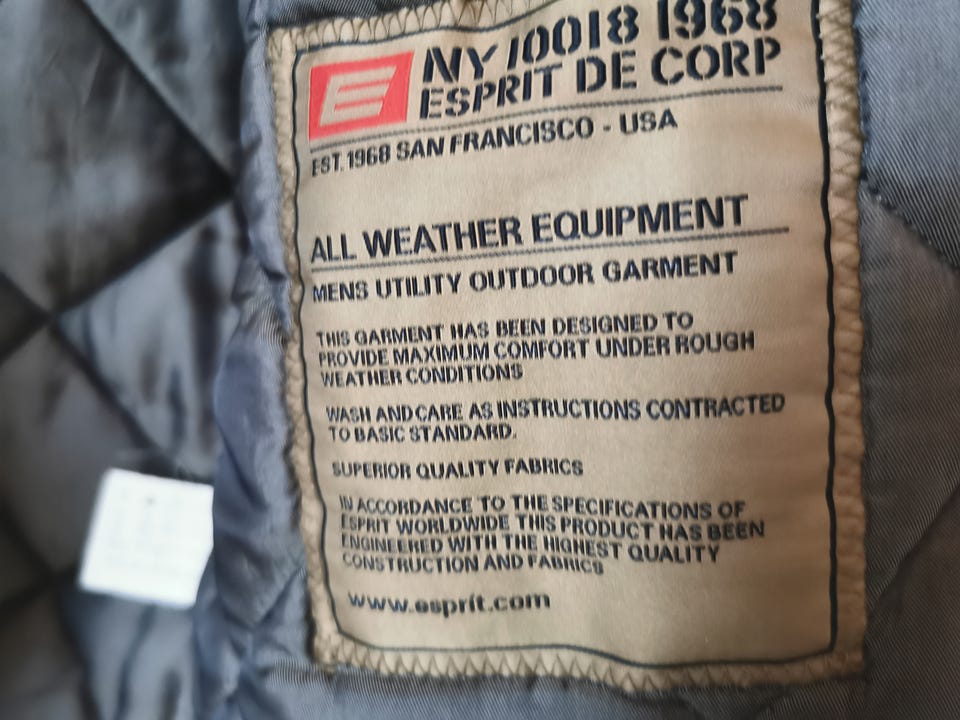 NY 10018 1968
ESPRIT DE CORP
EST. 1968 SAN FRANCISCO - USA
ALL WEATHER EQUIPMENT
MENS UTILITY OUTDOOR GARMENT
THIS GARMENT HAS BEEN DESIGNED TO
PROVIDE MAXIMUM COMFORT UNDER ROUGH
WEATHER CONDITIONS
WASH AND CARE AS INSTRUCTIONS CONTRACTED
TO BASIC STANDARD.
SUPERIOR QUALITY FABRICS
IN ACCORDANCE TO THE SPECIFICATIONS OF
ESPRIT WORLDWIDE THIS PRODUCT HAS BEEN
ENGINEERED WITH THE HIGHEST QUALITY
CONSTRUCTION AND FABRICS
www.esprit.com